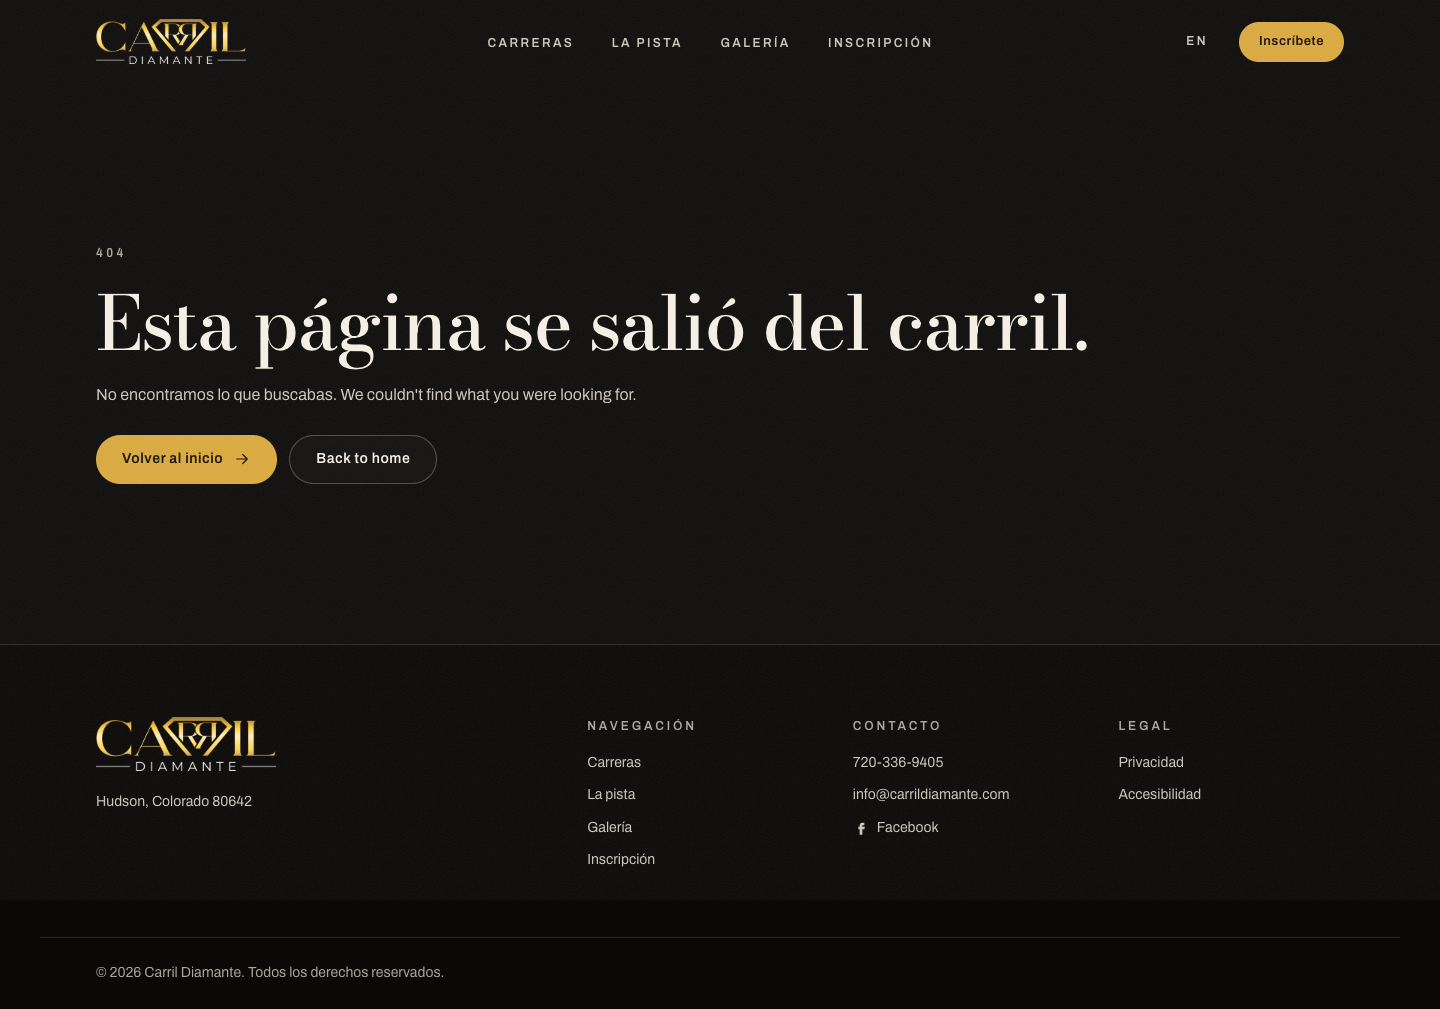 CARRIL
DIAMANTE
CARRERAS
LA PISTA
GALERÍA
INSCRIPCIÓN
EN
Inscríbete
404
Esta página se salió del carril.
No encontramos lo que buscabas. We couldn't find what you were looking for.
Volver al inicio →
Back to home
CARRIL
DIAMANTE
Hudson, Colorado 80642
NAVEGACIÓN
Carreras
La pista
Galería
Inscripción
CONTACTO
720-336-9405
info@carrildiamante.com
Facebook
LEGAL
Privacidad
Accesibilidad
© 2026 Carril Diamante. Todos los derechos reservados.